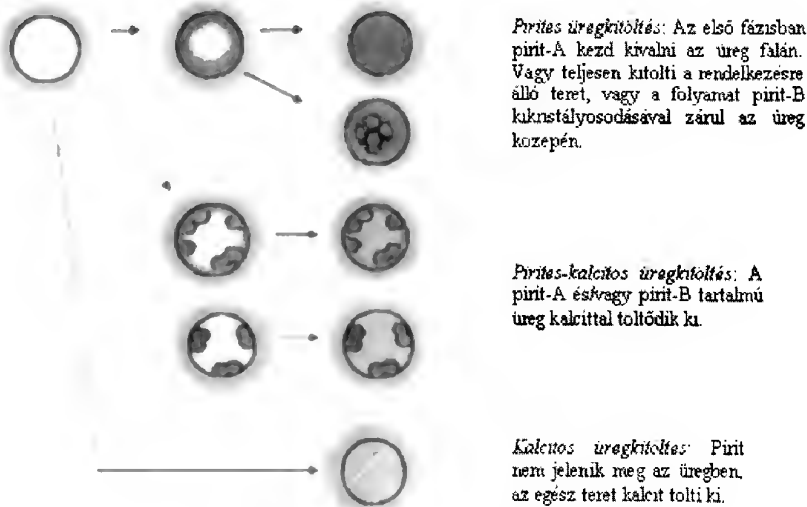 Pirites üregkitöltés: Az első fázisban
pirit-A kezd kiválni az üreg falán.
Vagy teljesen kitölti a rendelkezésre
álló teret, vagy a folyamat pirit-B
kikristályosodásával zárul az üreg
közepén.
Pirites-kalcitos üregkitöltés: A
pirit-A és/vagy pirit-B tartalmú
üreg kalcittal töltődik ki.
Kalcitos üregkitöltés: Pirit
nem jelenik meg az üregben,
az egész teret kalcit tölti ki.